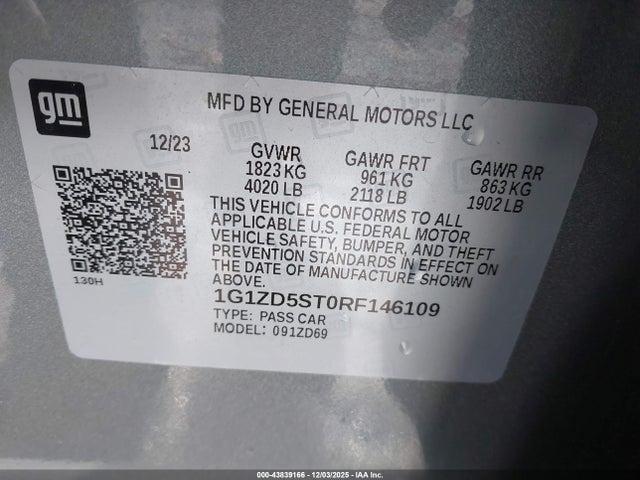 gm
MFD BY GENERAL MOTORS LLC
12/23
GVWR
1823 KG
4020 LB
GAWR FRT
961 KG
2118 LB
GAWR RR
863 KG
1902 LB
THIS VEHICLE CONFORMS TO ALL
APPLICABLE U.S. FEDERAL MOTOR
VEHICLE SAFETY, BUMPER, AND THEFT
PREVENTION STANDARDS IN EFFECT ON
THE DATE OF MANUFACTURE SHOWN
ABOVE.
130H
1G1ZD5ST0RF146109
TYPE: PASS CAR
MODEL: 091ZD69
000-43839166 - 12/03/2025 - IAA Inc.